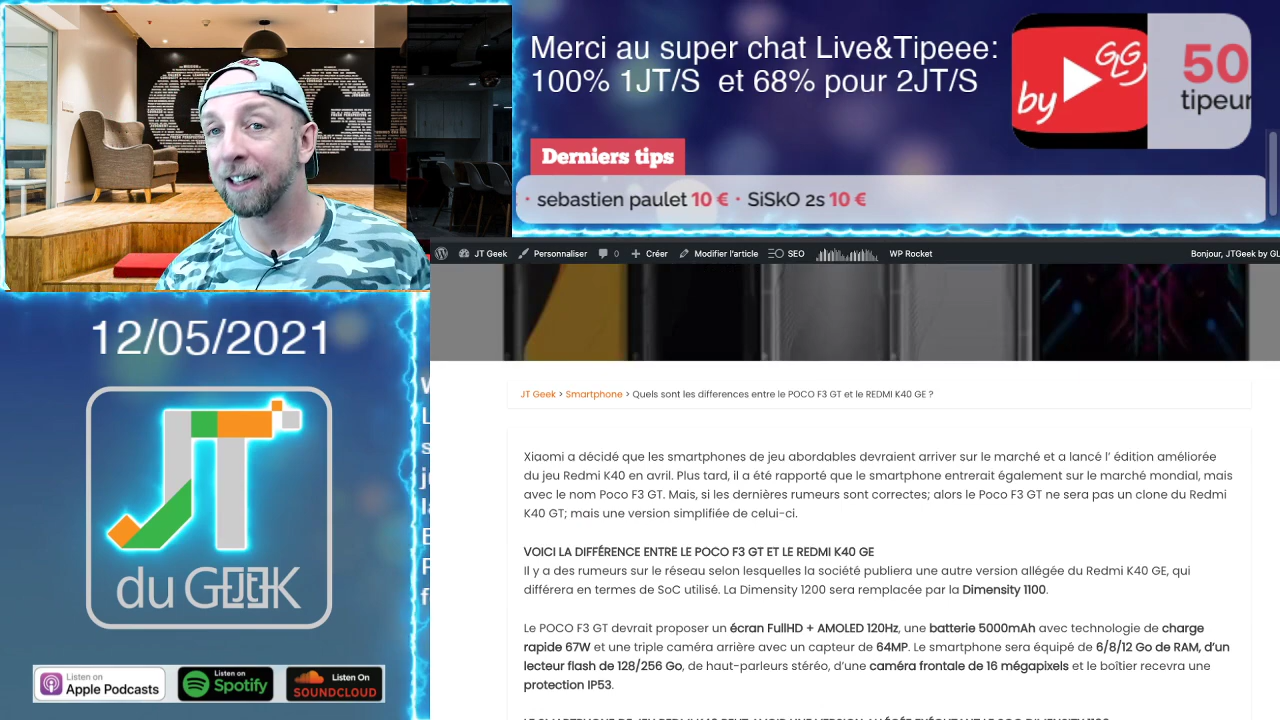 Merci au super chat Live&Tipeee:
100% 1JT/S et 68% pour 2JT/S
by GLG
50
tipeur
Derniers tips
· sebastien paulet 10 € · SiSkO 2s 10 €
JT Geek Personnaliser 0 Créer Modifier l'article SEO WP Rocket Bonjour, JTGeek by GL
12/05/2021
JT
du GEEK
Listen on
Apple Podcasts
Listen on
Spotify
Listen On
SOUNDCLOUD
JT Geek > Smartphone > Quels sont les differences entre le POCO F3 GT et le REDMI K40 GE ?
Xiaomi a décidé que les smartphones de jeu abordables devraient arriver sur le marché et a lancé l’ édition améliorée
du jeu Redmi K40 en avril. Plus tard, il a été rapporté que le smartphone entrerait également sur le marché mondial, mais
avec le nom Poco F3 GT. Mais, si les dernières rumeurs sont correctes; alors le Poco F3 GT ne sera pas un clone du Redmi
K40 GT; mais une version simplifiée de celui-ci.
VOICI LA DIFFÉRENCE ENTRE LE POCO F3 GT ET LE REDMI K40 GE
Il y a des rumeurs sur le réseau selon lesquelles la société publiera une autre version allégée du Redmi K40 GE, qui
différera en termes de SoC utilisé. La Dimensity 1200 sera remplacée par la Dimensity 1100.
Le POCO F3 GT devrait proposer un écran FullHD + AMOLED 120Hz, une batterie 5000mAh avec technologie de charge
rapide 67W et une triple caméra arrière avec un capteur de 64MP. Le smartphone sera équipé de 6/8/12 Go de RAM, d’un
lecteur flash de 128/256 Go, de haut-parleurs stéréo, d’une caméra frontale de 16 mégapixels et le boîtier recevra une
protection IP53.